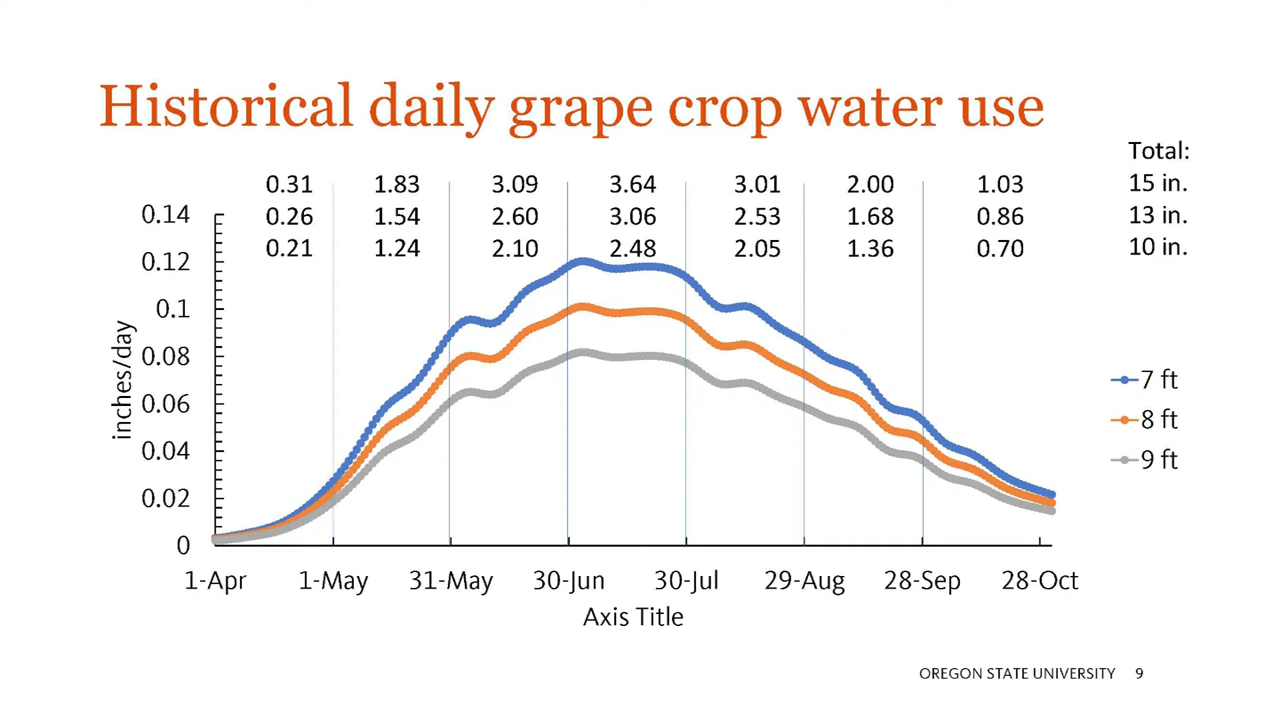 Historical daily grape crop water use
Total:
0.31 1.83 3.09 3.64 3.01 2.00 1.03 15 in.
0.26 1.54 2.60 3.06 2.53 1.68 0.86 13 in.
0.21 1.24 2.10 2.48 2.05 1.36 0.70 10 in.
0.14
0.12
0.1
0.08
0.06
0.04
0.02
0
inches/day
7 ft
8 ft
9 ft
1-Apr 1-May 31-May 30-Jun 30-Jul 29-Aug 28-Sep 28-Oct
Axis Title
OREGON STATE UNIVERSITY 9